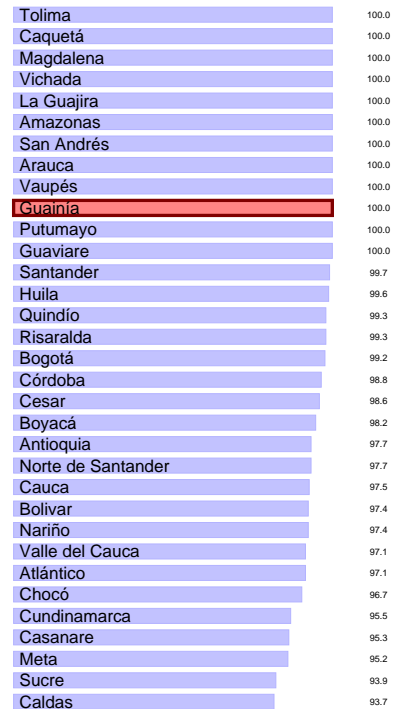 Tolima 100.0
Caquetá 100.0
Magdalena 100.0
Vichada 100.0
La Guajira 100.0
Amazonas 100.0
San Andrés 100.0
Arauca 100.0
Vaupés 100.0
Guainía 100.0
Putumayo 100.0
Guaviare 100.0
Santander 99.7
Huila 99.6
Quindío 99.3
Risaralda 99.3
Bogotá 99.2
Córdoba 98.8
Cesar 98.6
Boyacá 98.2
Antioquia 97.7
Norte de Santander 97.7
Cauca 97.5
Bolivar 97.4
Nariño 97.4
Valle del Cauca 97.1
Atlántico 97.1
Chocó 96.7
Cundinamarca 95.5
Casanare 95.3
Meta 95.2
Sucre 93.9
Caldas 93.7